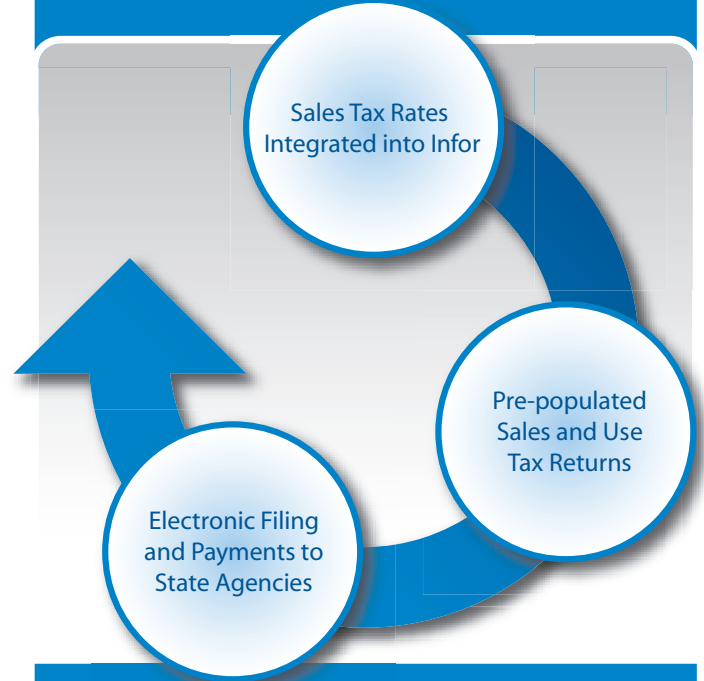 Sales Tax Rates
Integrated into Infor
Pre-populated
Sales and Use
Tax Returns
Electronic Filing
and Payments to
State Agencies